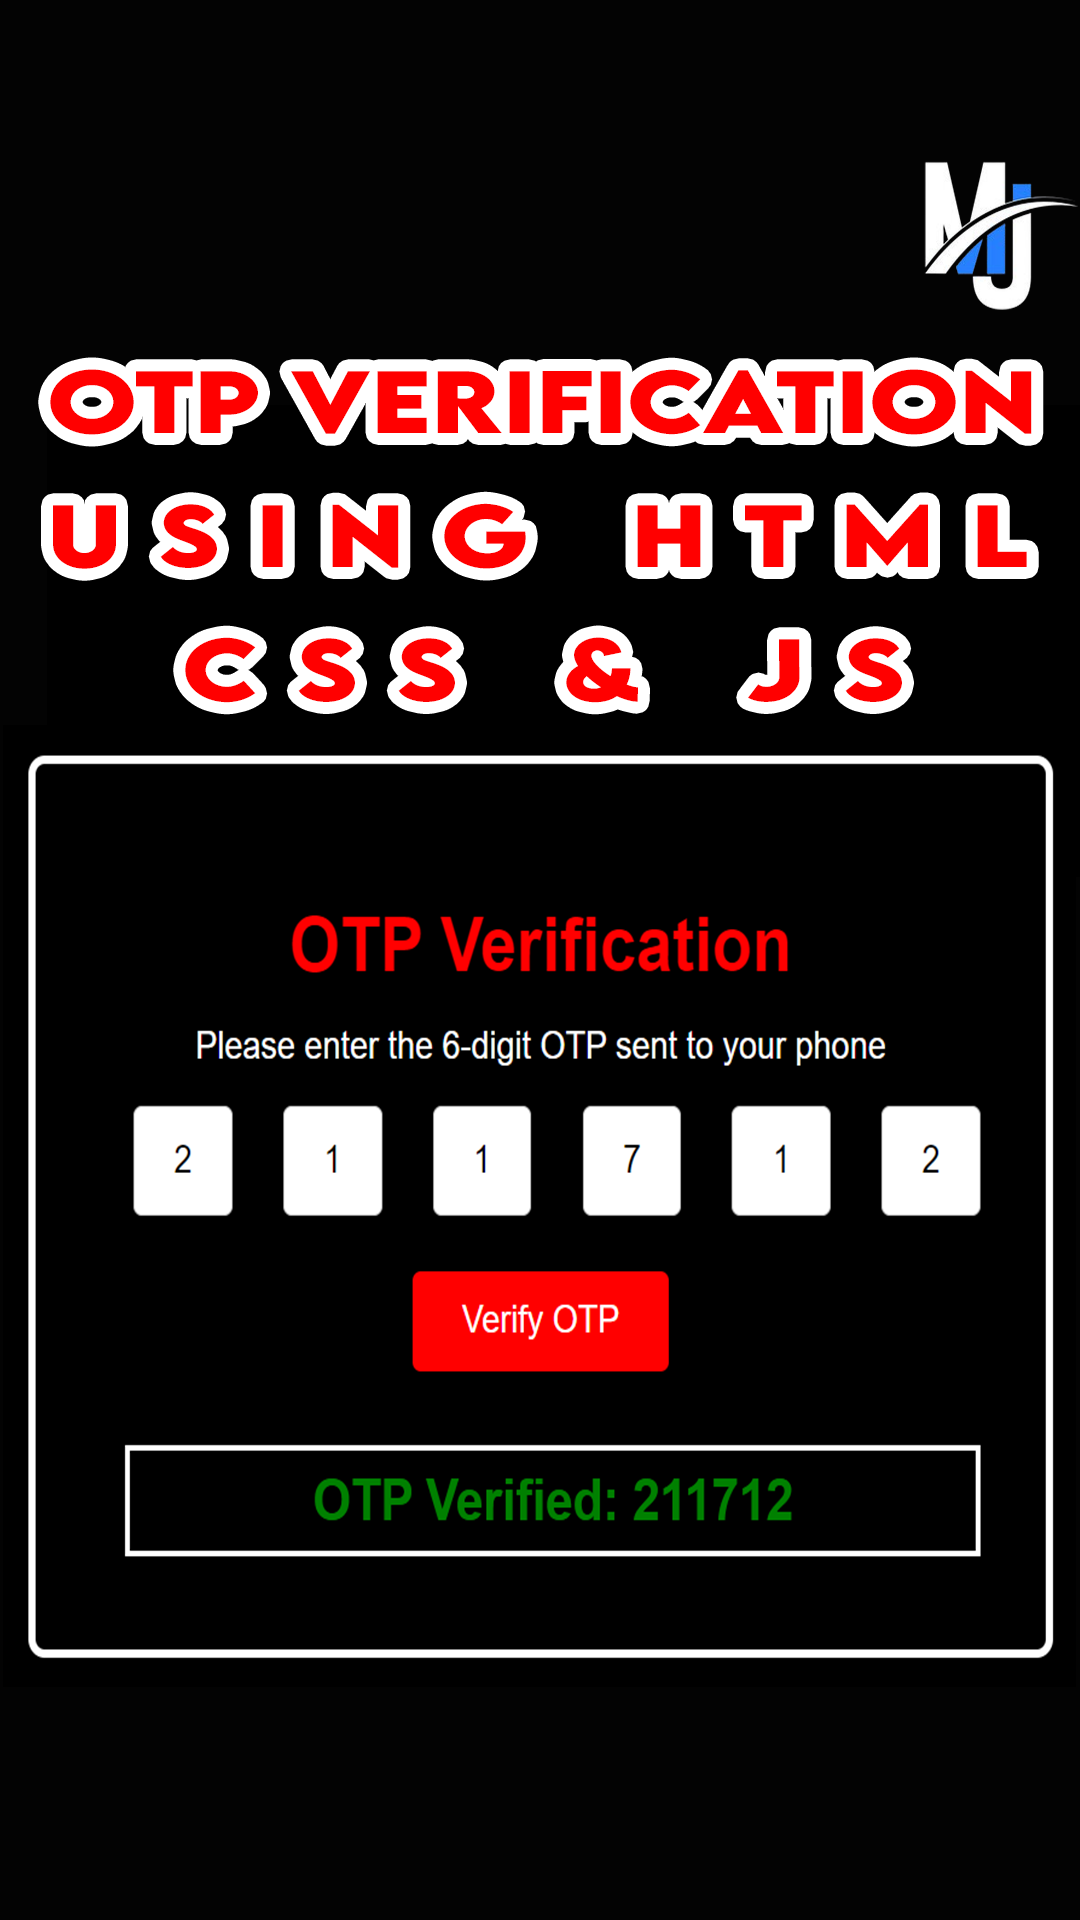 MJ
OTP VERIFICATION
USING HTML
CSS & JS
OTP Verification
Please enter the 6-digit OTP sent to your phone
2 1 1 7 1 2
Verify OTP
OTP Verified: 211712